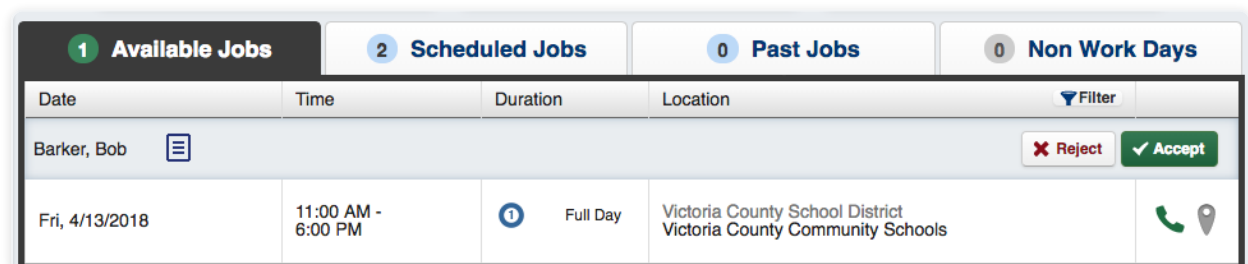 1 Available Jobs
2 Scheduled Jobs
0 Past Jobs
0 Non Work Days
Date Time Duration Location Filter
Barker, Bob Reject Accept
Fri, 4/13/2018
11:00 AM -
6:00 PM
1 Full Day
Victoria County School District
Victoria County Community Schools